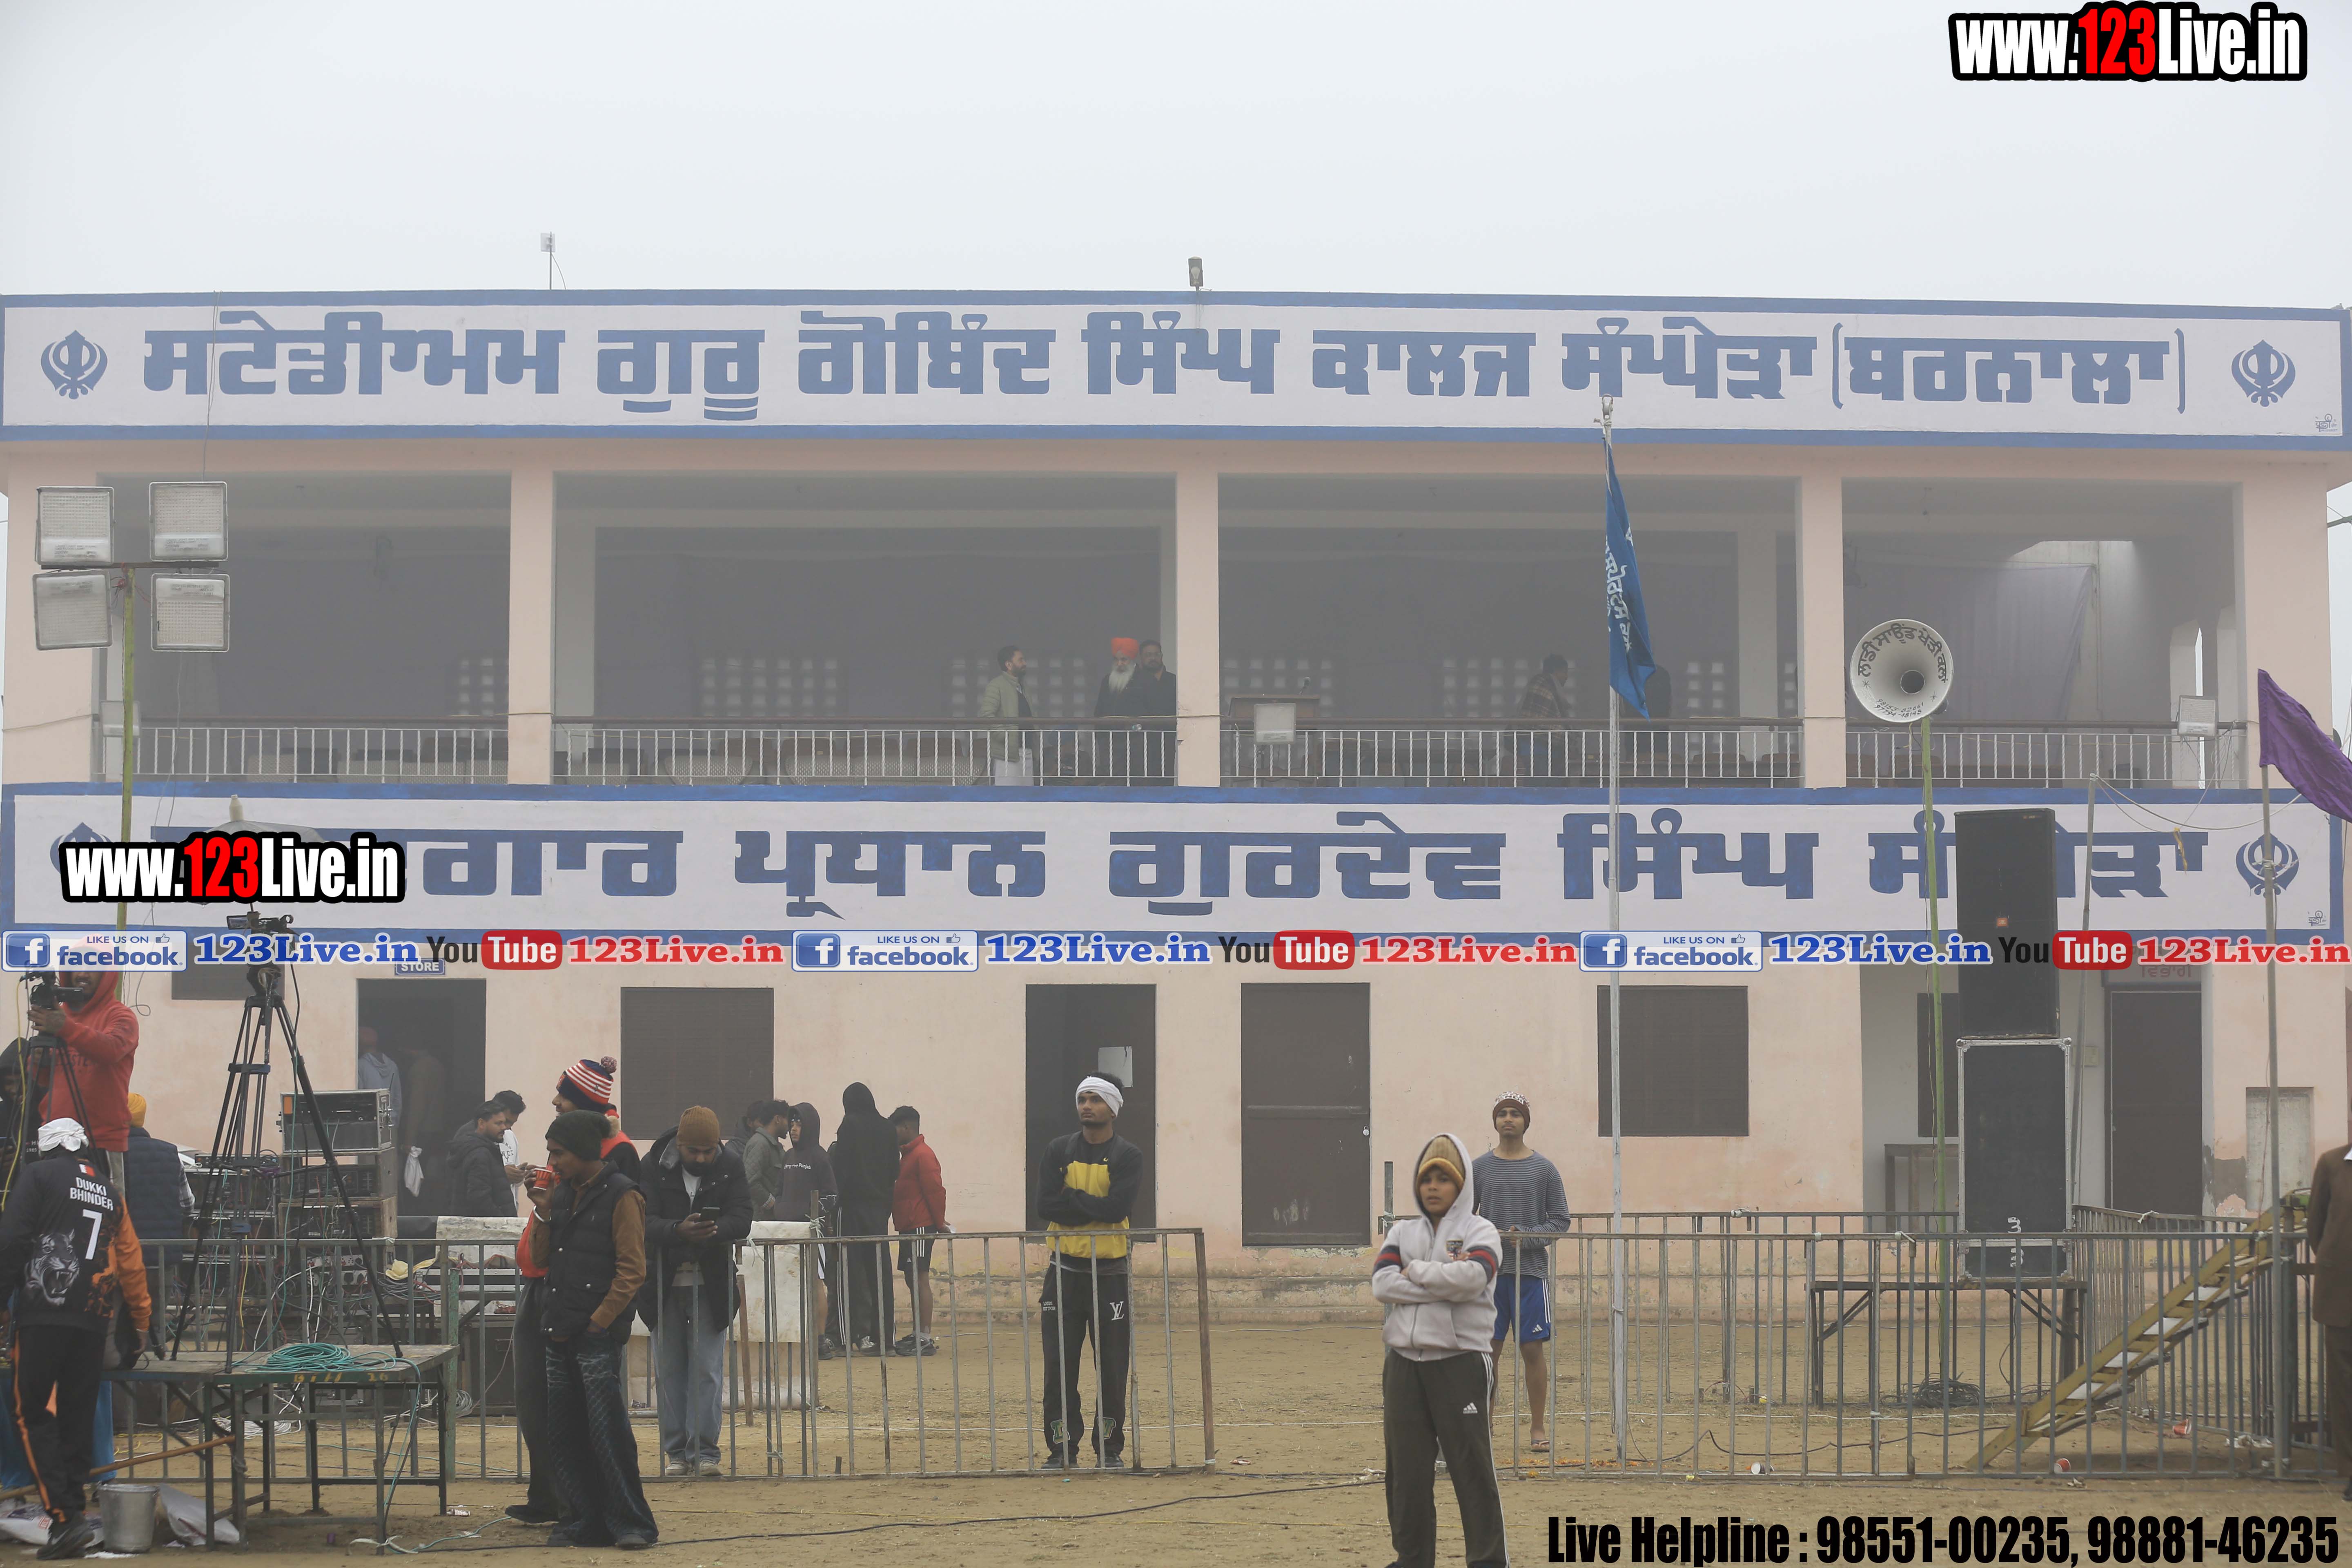 www.123Live.in
ਸਟੇਡੀਅਮ ਗੁਰੂ ਗੋਬਿੰਦ ਸਿੰਘ ਕਾਲਜ ਸੰਘੇੜਾ (ਬਰਨਾਲਾ)
ਲਾਡੀ ਸਾਊਂਡ
ਗਾਰ ਪ੍ਰਧਾਨ ਗੁਰਦੇਵ ਸਿੰਘ
www.123Live.in
LIKE US ON facebook. 123Live.in YouTube 123Live.in LIKE US ON facebook. 123Live.in YouTube 123Live.in LIKE US ON facebook. 123Live.in YouTube 123Live.in
STORE
ਵਿਭਾਗ
DUKKI
BHINDER
7
Live Helpline : 98551-00235, 98881-46235